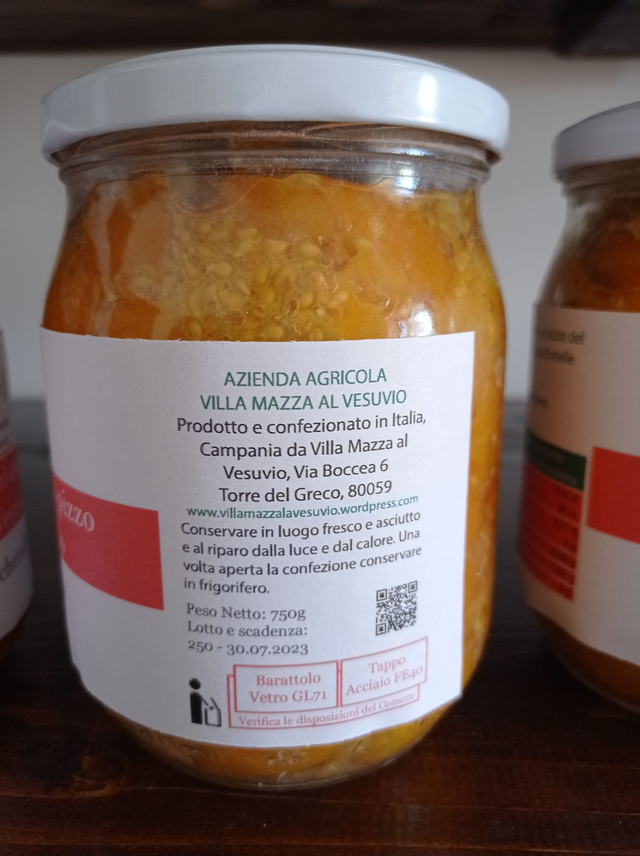 AZIENDA AGRICOLA
VILLA MAZZA AL VESUVIO
Prodotto e confezionato in Italia,
Campania da Villa Mazza al
Vesuvio, Via Boccea 6
Torre del Greco, 80059
www.villamazzalavesuvio.wordpress.com
Conservare in luogo fresco e asciutto
e al riparo dalla luce e dal calore. Una
volta aperta la confezione conservare
in frigorifero.
Peso Netto: 750g
Lotto e scadenza:
250 - 30.07.2023
Barattolo
Vetro GL71
Tappo
Acciaio FE40
Verifica le disposizioni del Comune
pizzo